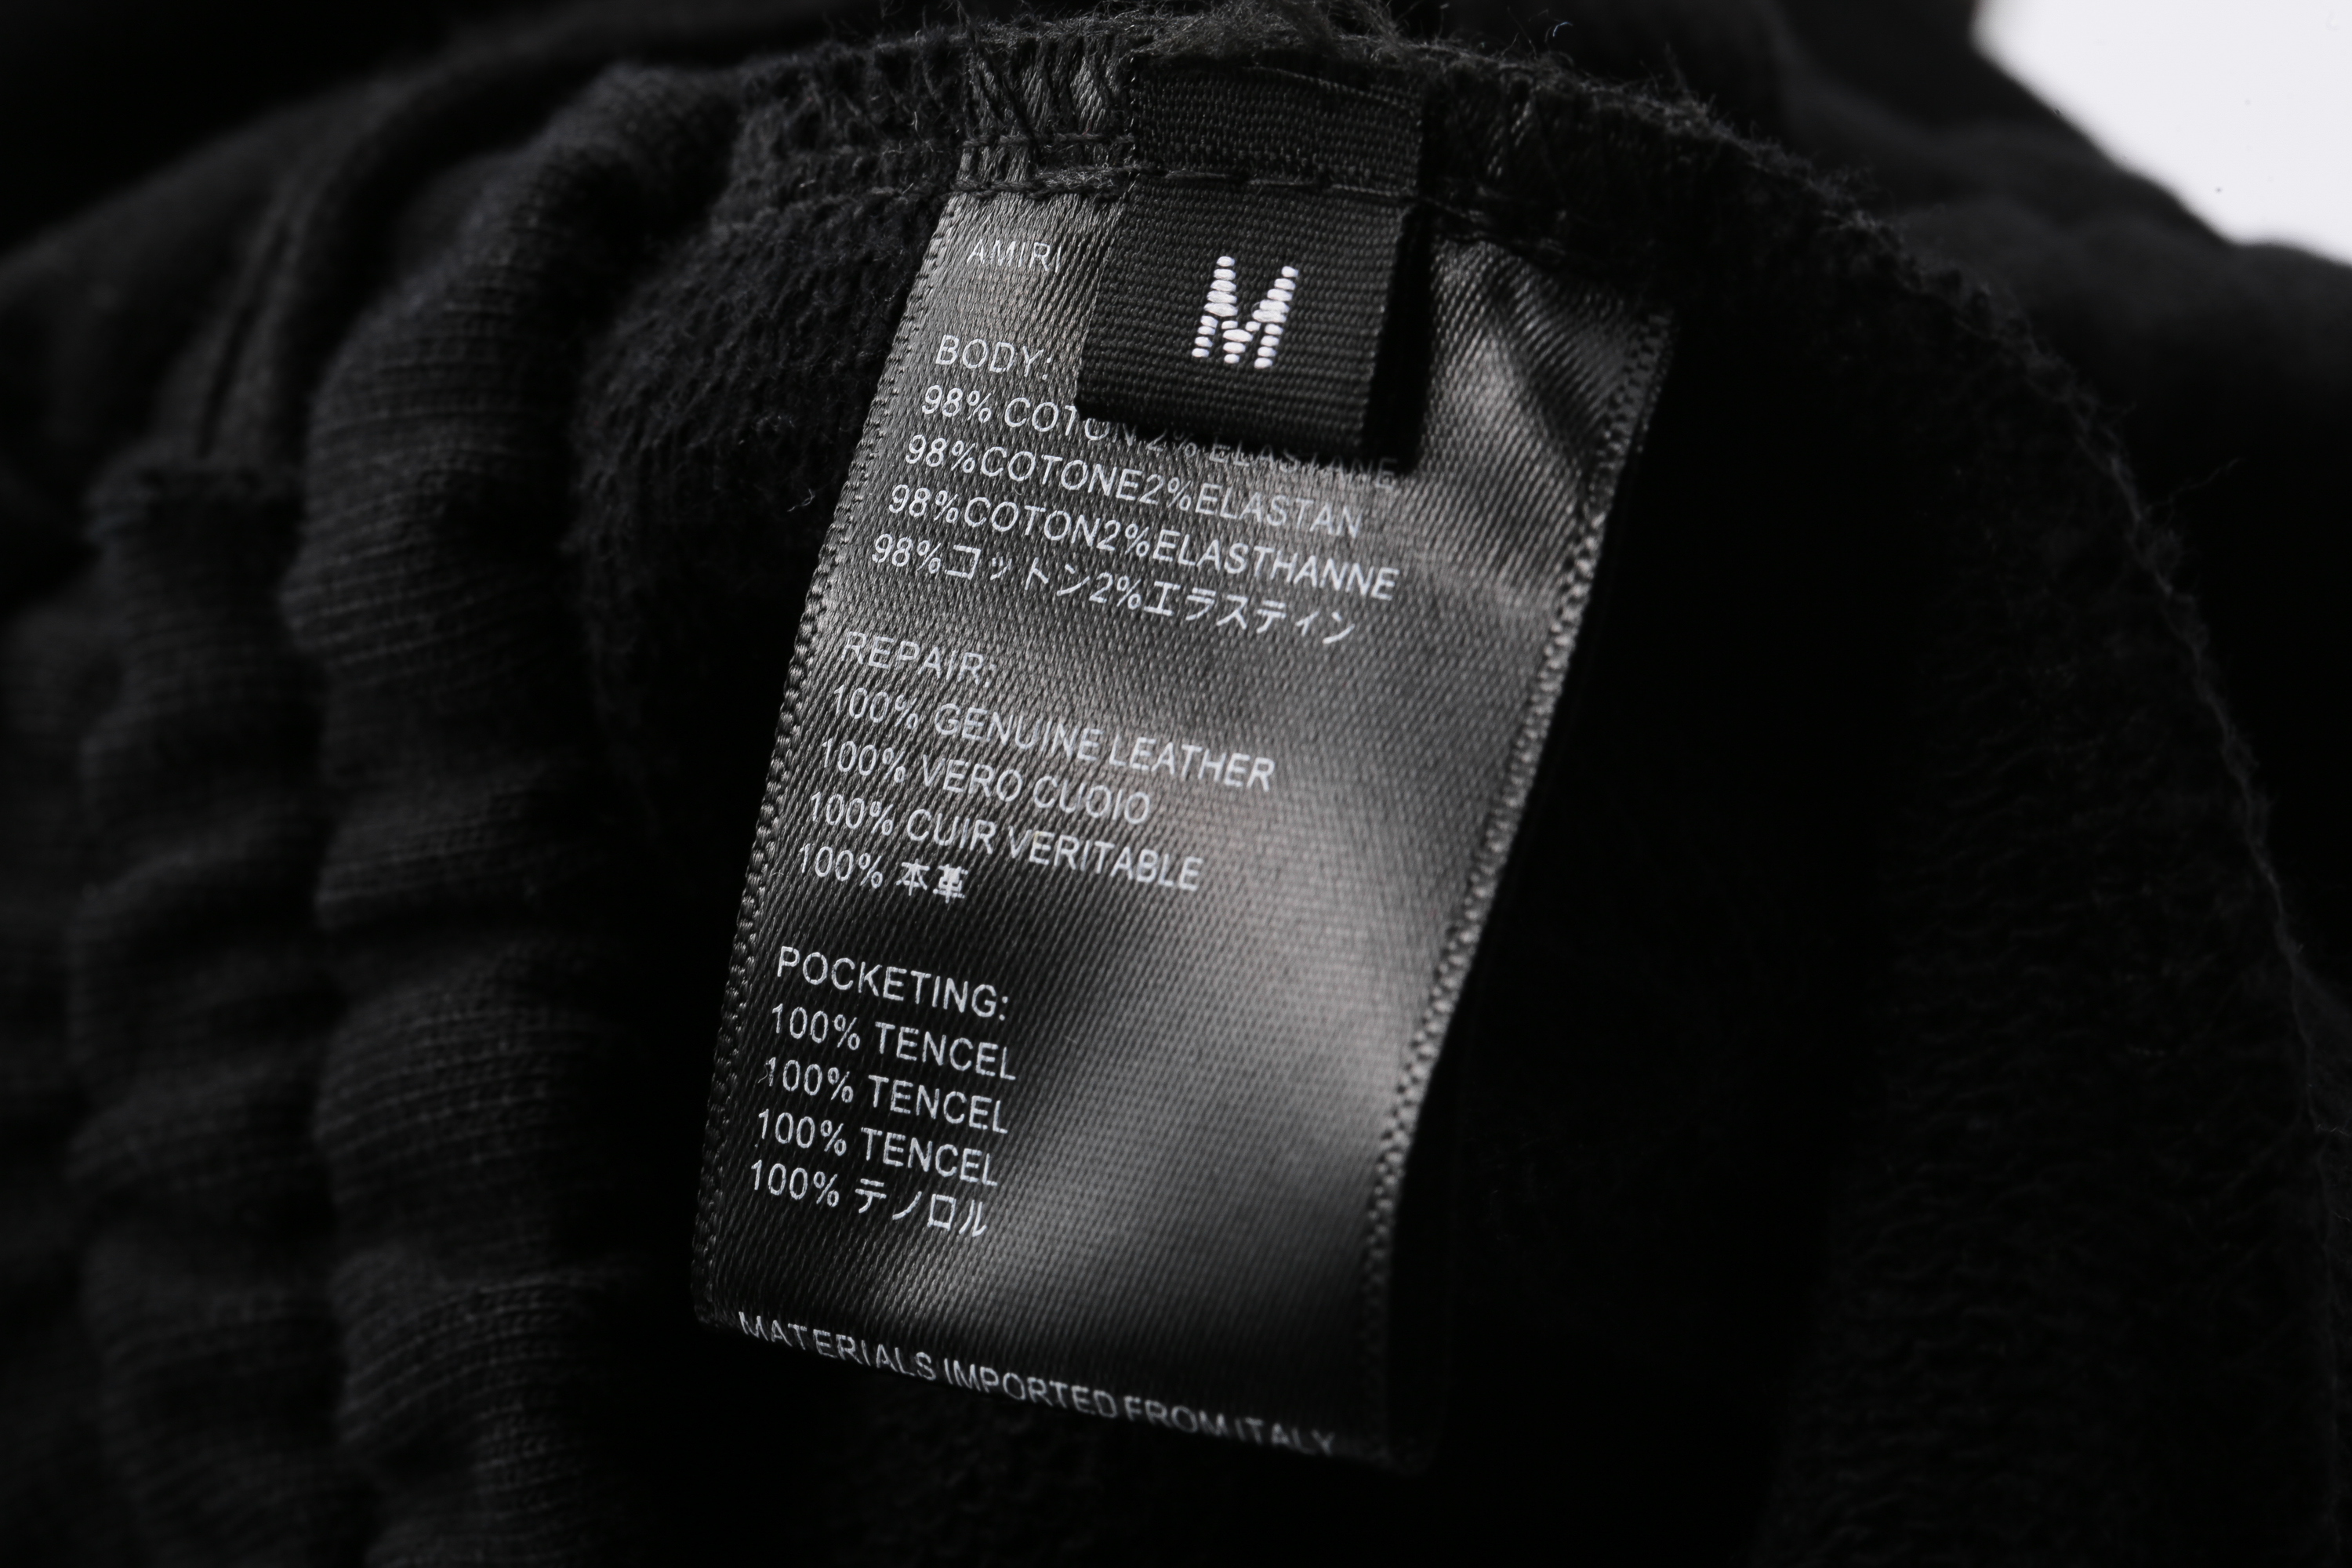 AMIRI
M
BODY:
98% COTON 2% ELASTANE
98%COTONE2%ELASTAN
98%COTON2%ELASTHANNE
98%コットン2%エラスティン
REPAIR:
100% GENUINE LEATHER
100% VERO CUOIO
100% CUIR VERITABLE
100% 本革
POCKETING:
100% TENCEL
100% TENCEL
100% TENCEL
100% テノロル
MATERIALS IMPORTED FROM ITALY